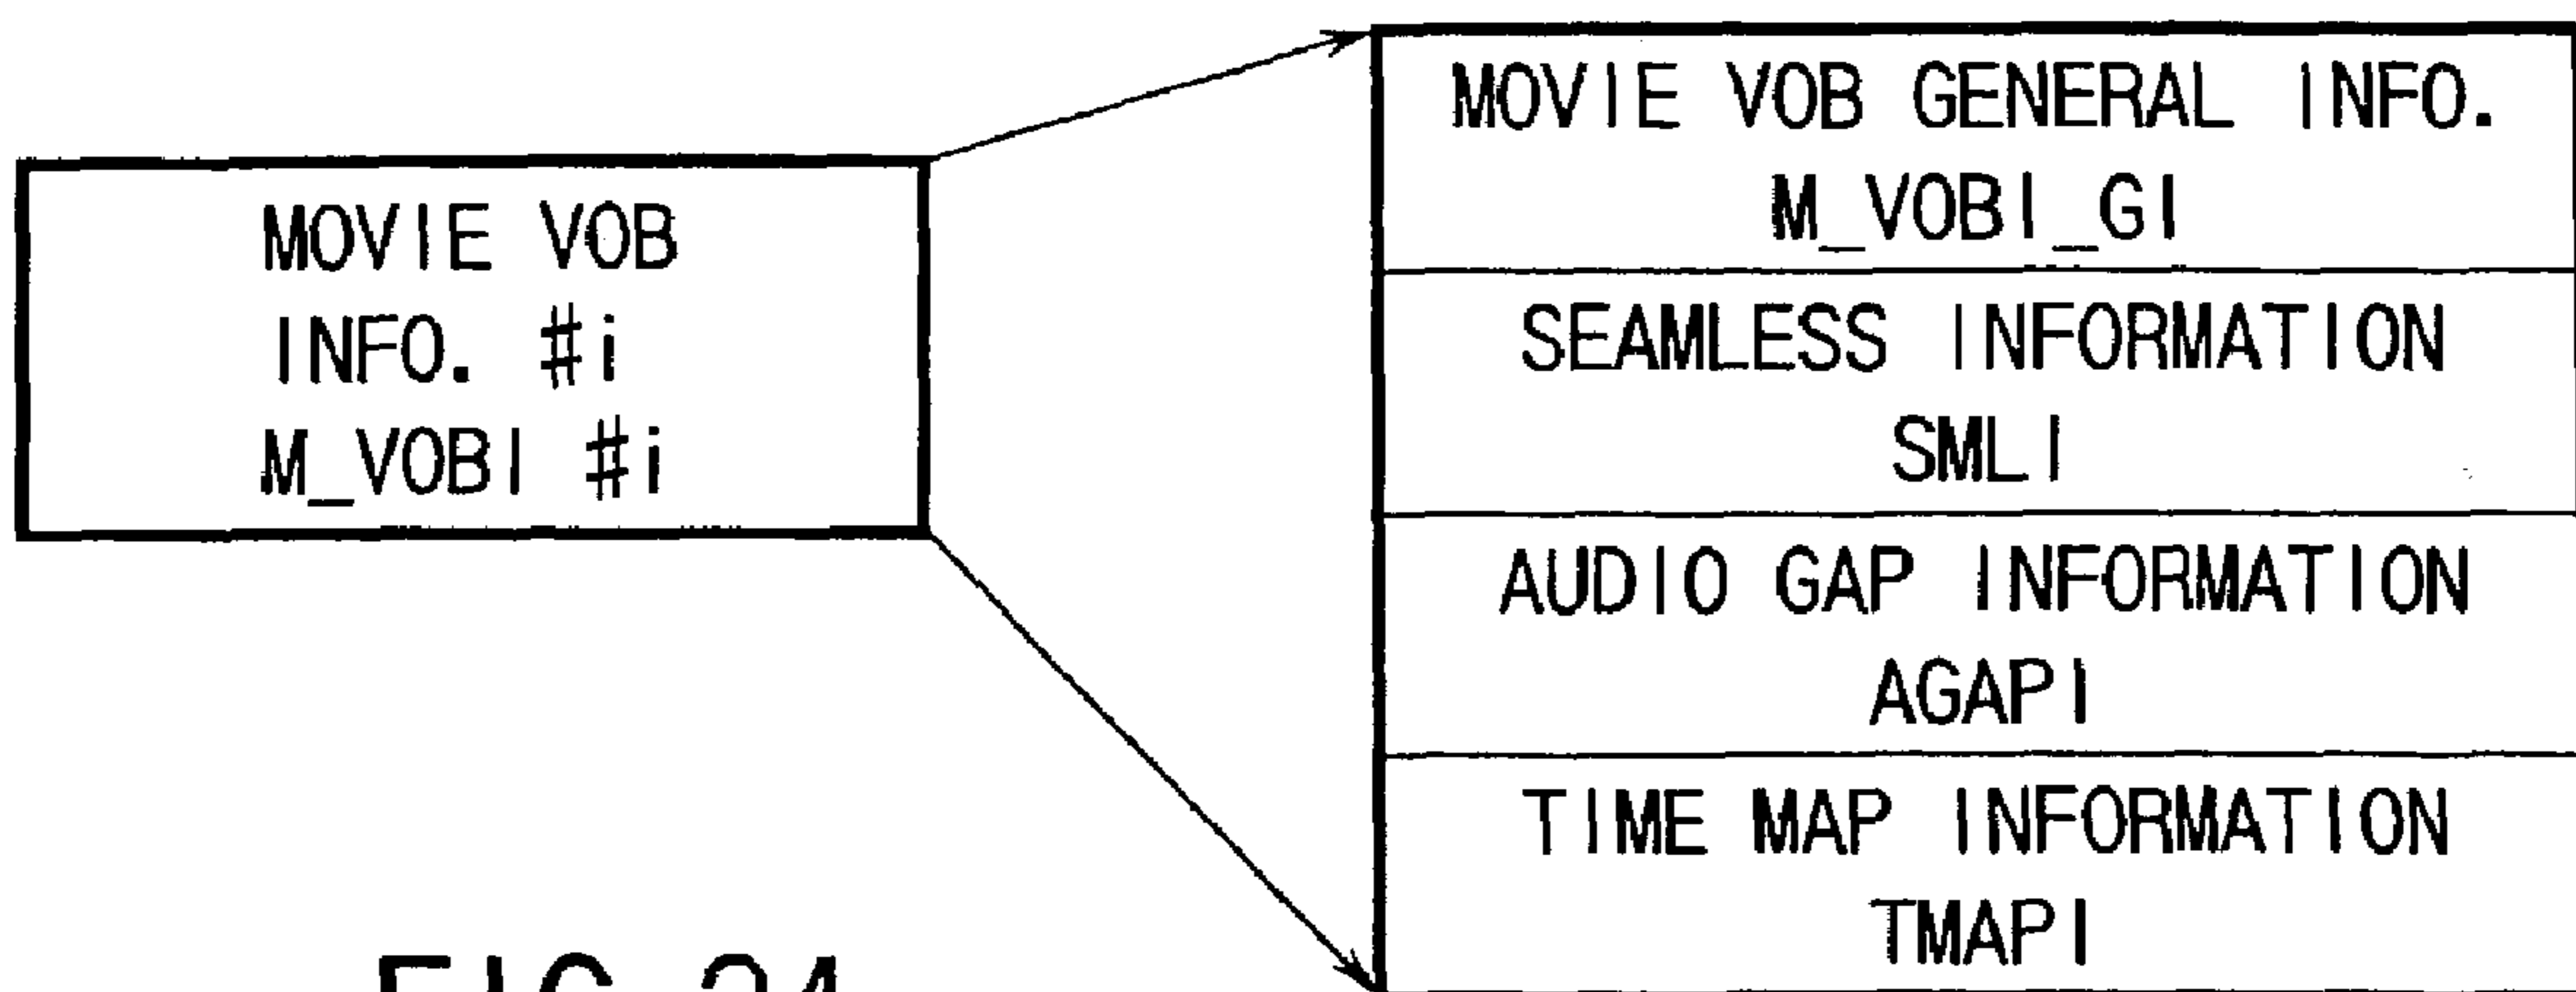 MOVIE VOB
INFO. #i
M_VOBI #i
MOVIE VOB GENERAL INFO.
M_VOBI_GI
SEAMLESS INFORMATION
SMLI
AUDIO GAP INFORMATION
AGAPI
TIME MAP INFORMATION
TMAPI